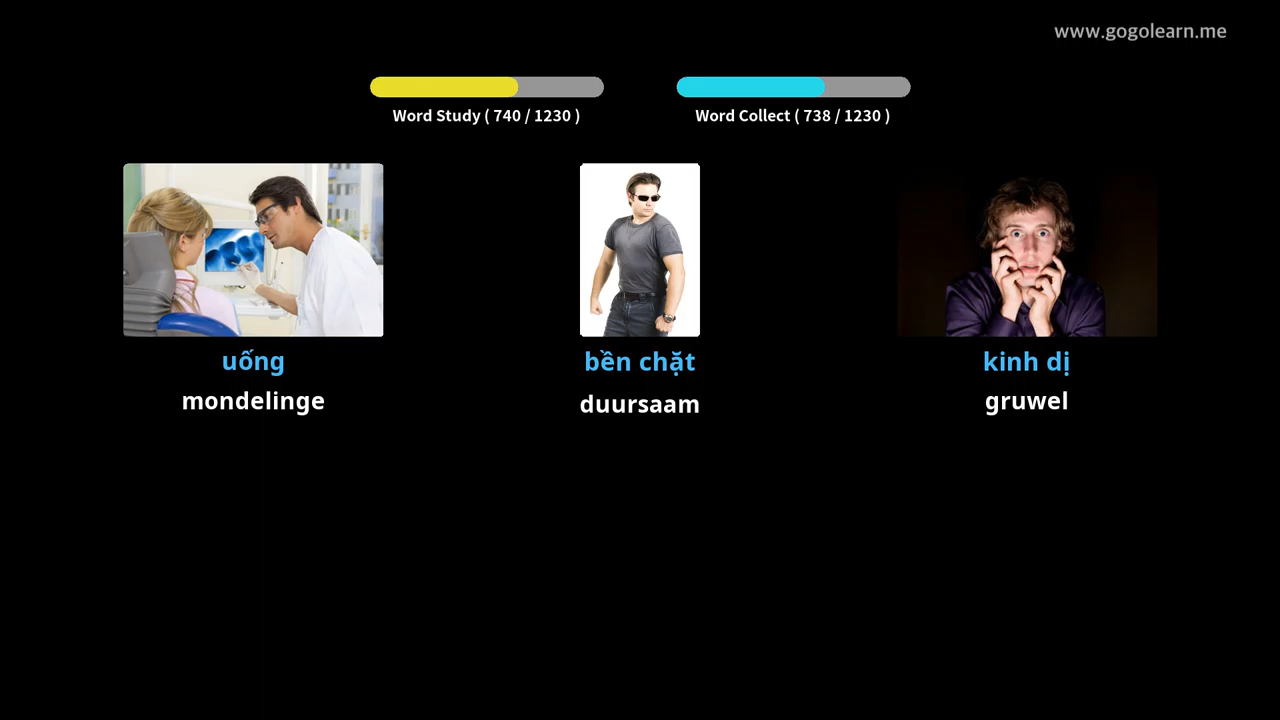 www.gogolearn.me
Word Study ( 740 / 1230 )
Word Collect ( 738 / 1230 )
uống
bền chặt
kinh dị
mondelinge
duursaam
gruwel